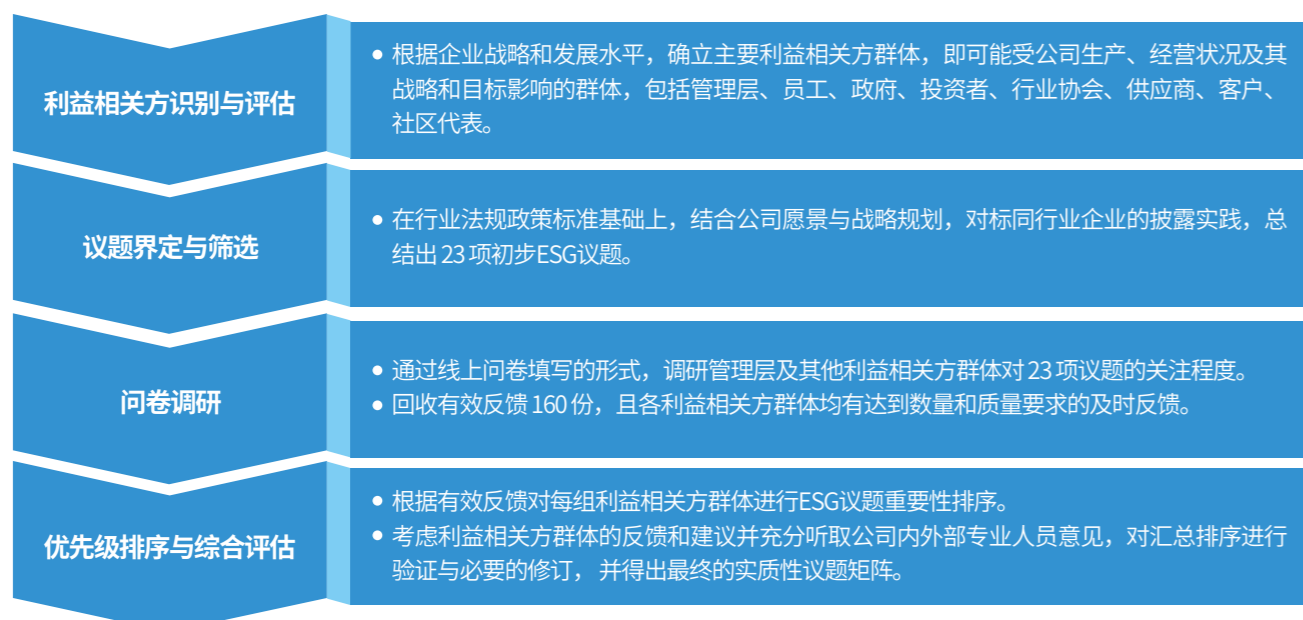 利益相关方识别与评估
● 根据企业战略和发展水平，确立主要利益相关方群体，即可能受公司生产、经营状况及其
战略和目标影响的群体，包括管理层、员工、政府、投资者、行业协会、供应商、客户、
社区代表。
议题界定与筛选
● 在行业法规政策标准基础上，结合公司愿景与战略规划，对标同行业企业的披露实践，总
结出 23 项初步ESG议题。
问卷调研
● 通过线上问卷填写的形式，调研管理层及其他利益相关方群体对 23 项议题的关注程度。
● 回收有效反馈 160 份，且各利益相关方群体均有达到数量和质量要求的及时反馈。
优先级排序与综合评估
● 根据有效反馈对每组利益相关方群体进行ESG议题重要性排序。
● 考虑利益相关方群体的反馈和建议并充分听取公司内外部专业人员意见，对汇总排序进行
验证与必要的修订， 并得出最终的实质性议题矩阵。